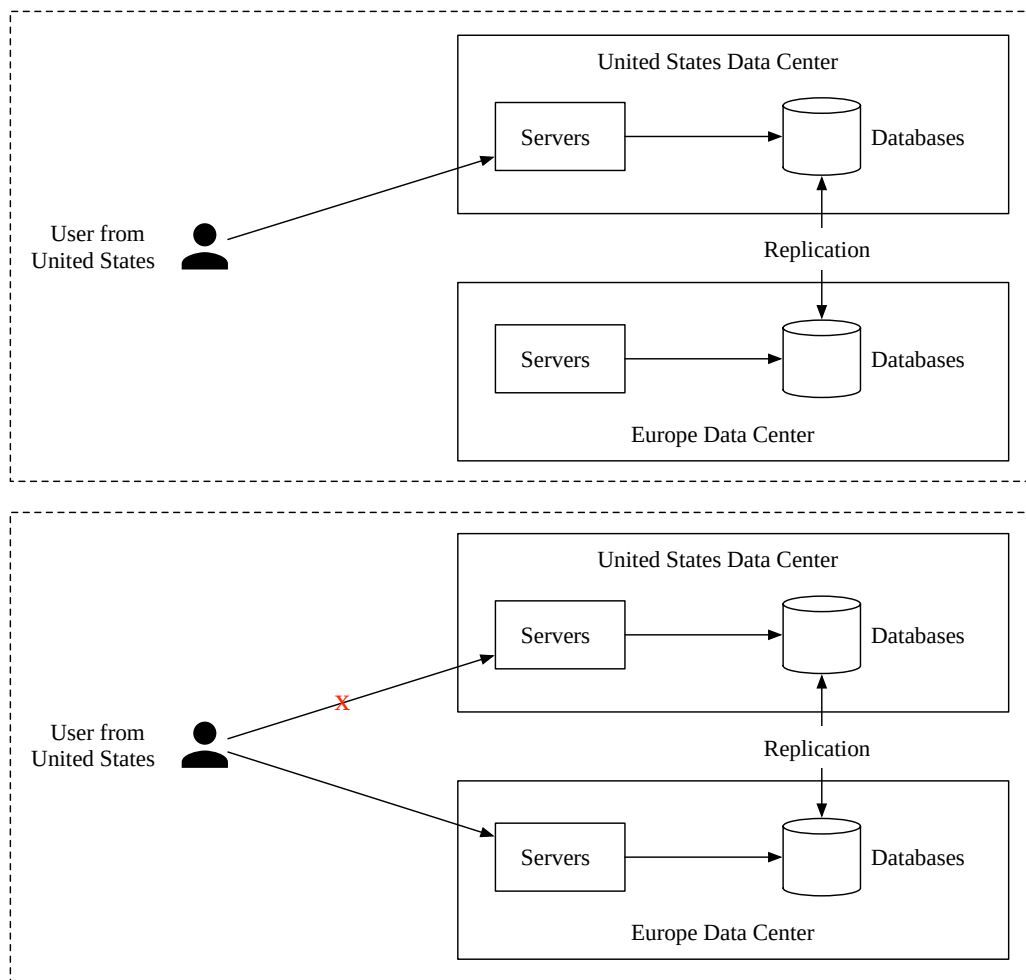 United States Data Center
Servers
Databases
User from
United States
Replication
Servers
Databases
Europe Data Center
United States Data Center
Servers
Databases
X
User from
United States
Replication
Servers
Databases
Europe Data Center